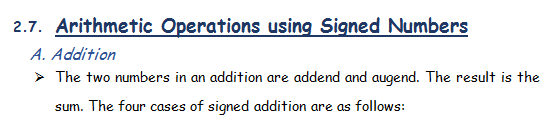 2.7. Arithmetic Operations using Signed Numbers
A. Addition
➢ The two numbers in an addition are addend and augend. The result is the
sum. The four cases of signed addition are as follows: